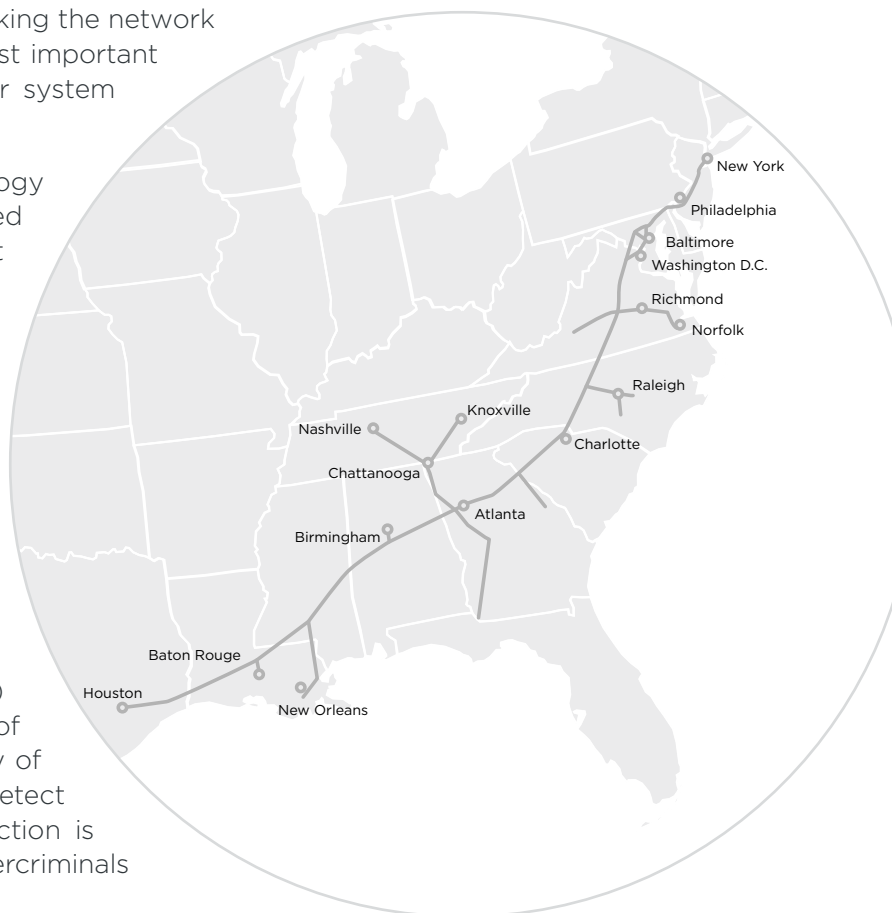 king the network
st important
r system
ogy
ed
t
New York
Philadelphia
Baltimore
Washington D.C.
Richmond
Norfolk
Raleigh
Knoxville
Nashville
Charlotte
Chattanooga
Atlanta
Birmingham
Baton Rouge
Houston
New Orleans
)
of
y of
etect
ction is
ercriminals